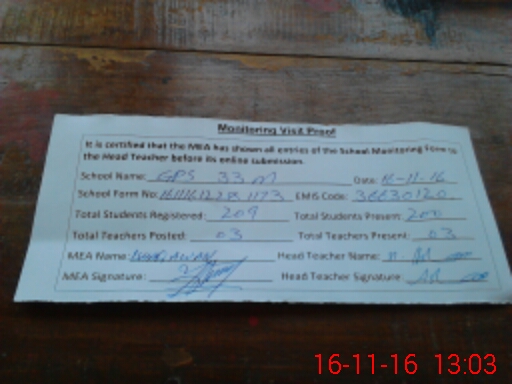 Monitoring Visit Proof
It is certified that the MEA has shown all entries of the School Monitoring Form to
the Head Teacher before its online submission.
School Name: GPS 33 M Date: 16-11-16
School Form No: EMIS Code: 36630120
Total Students Registered: 209 Total Students Present: 200
Total Teachers Posted: 03 Total Teachers Present: 03
MEA Name: AWAN Head Teacher Name:
MEA Signature: Head Teacher Signature:
16-11-16 13:03